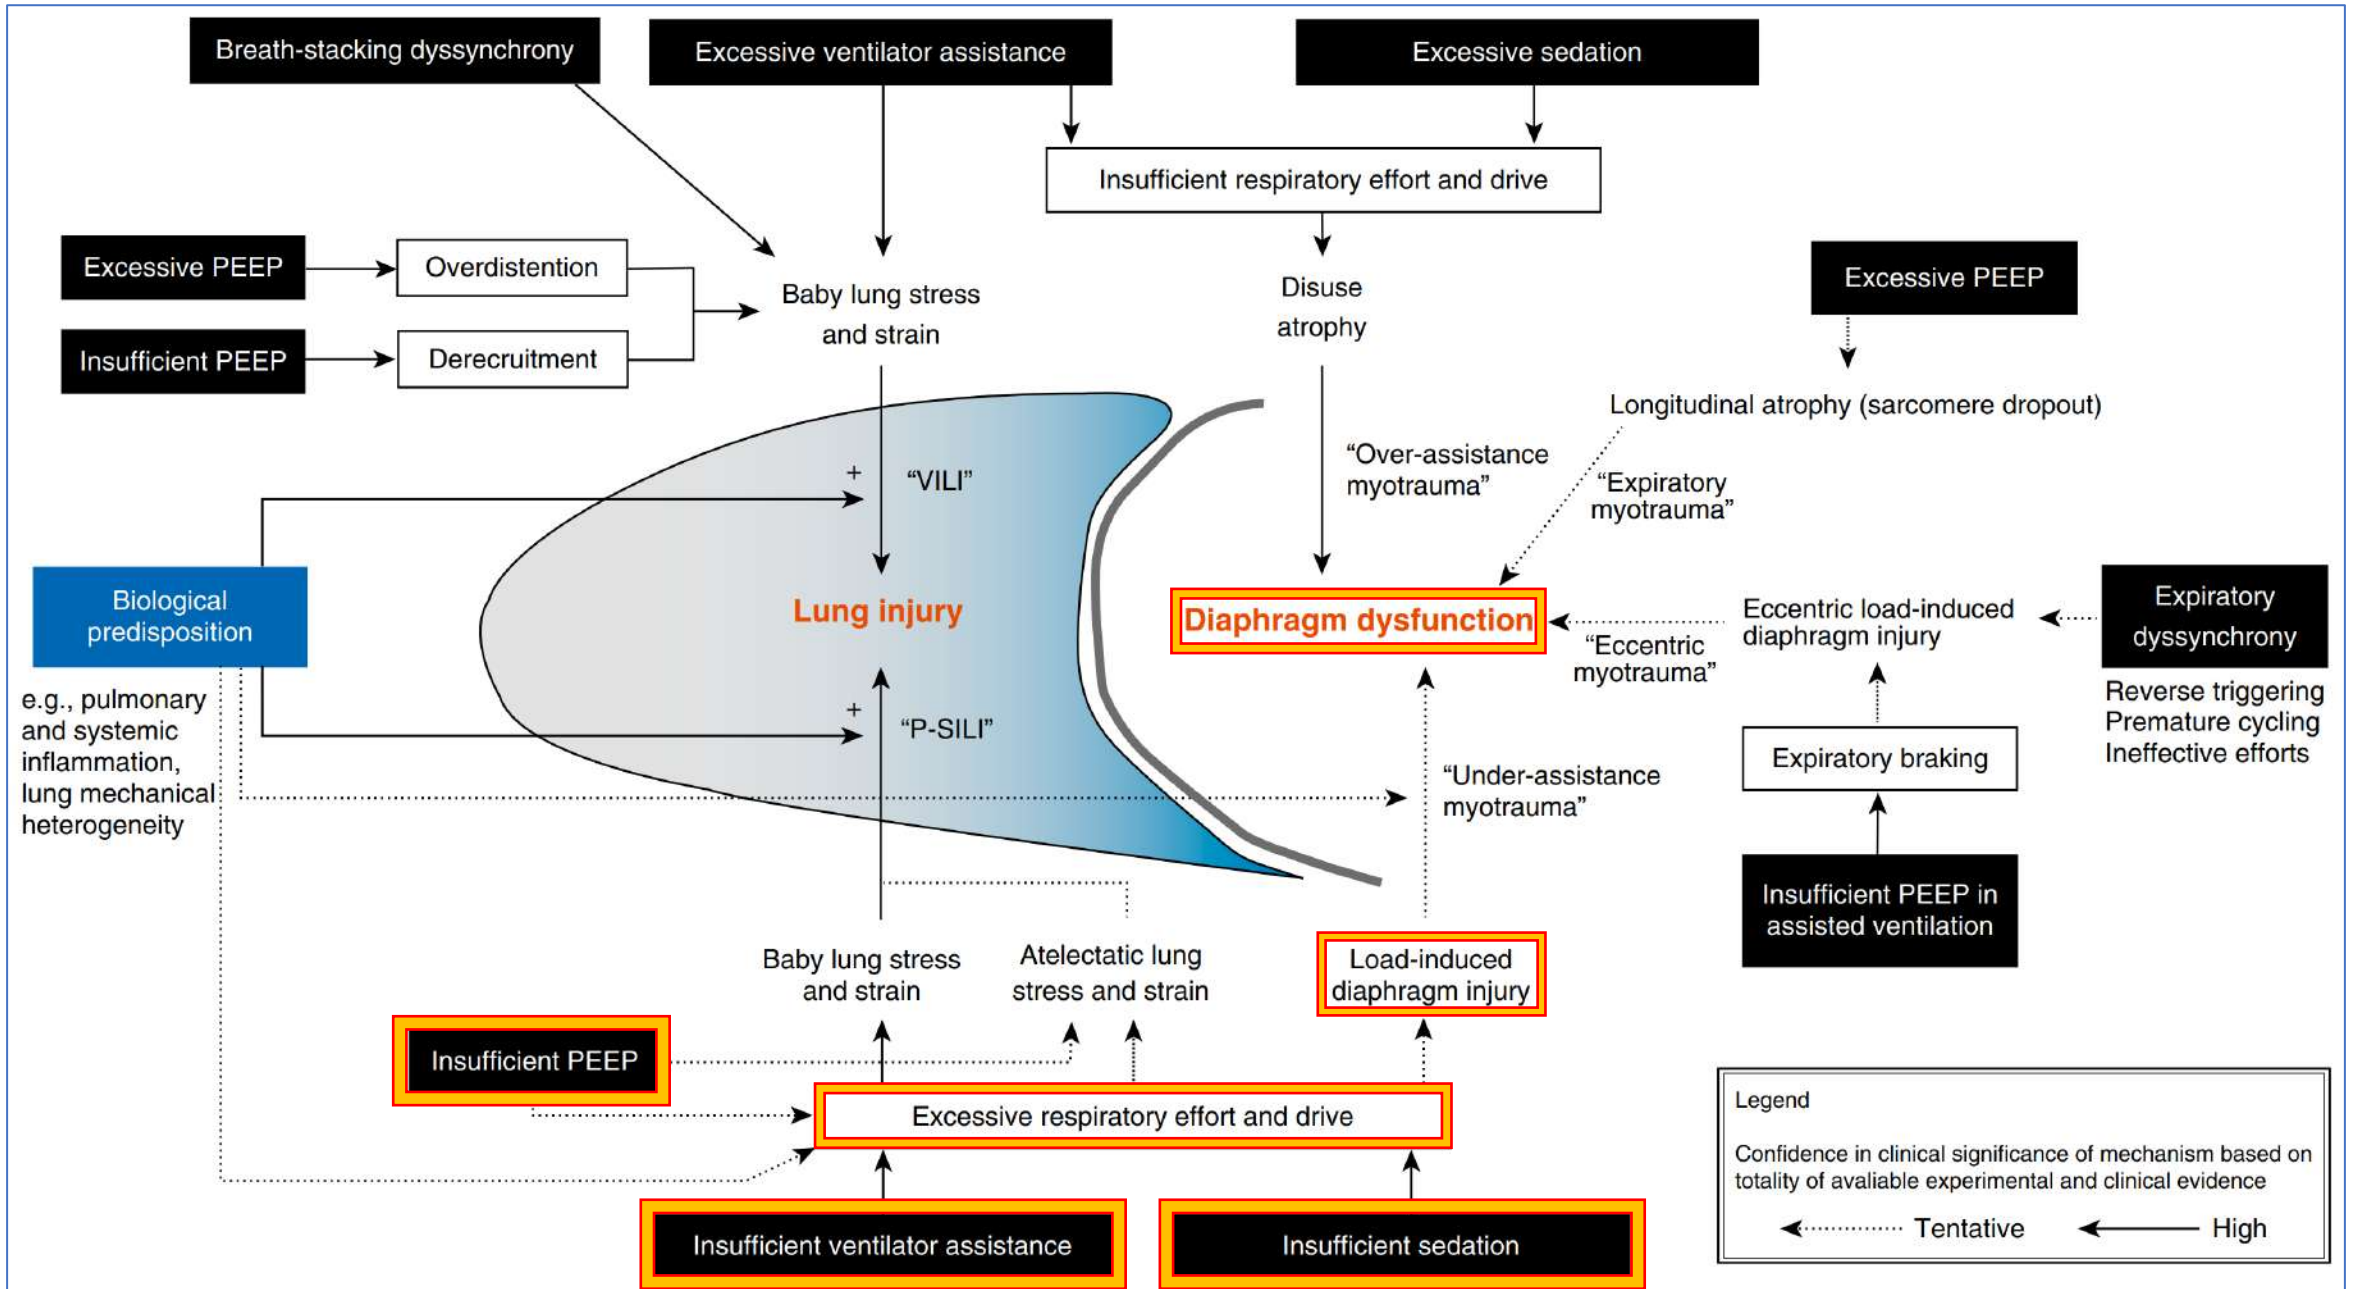 Breath-stacking dyssynchrony
Excessive ventilator assistance
Excessive sedation
Insufficient respiratory effort and drive
Excessive PEEP
Overdistention
Insufficient PEEP
Derecruitment
Baby lung stress
and strain
Disuse
atrophy
Excessive PEEP
Longitudinal atrophy (sarcomere dropout)
+
“VILI”
“Over-assistance
myotrauma”
“Expiratory
myotrauma”
Biological
predisposition
e.g., pulmonary
and systemic
inflammation,
lung mechanical
heterogeneity
Lung injury
Diaphragm dysfunction
Eccentric load-induced
diaphragm injury
“Eccentric
myotrauma”
Expiratory
dyssynchrony
Reverse triggering
Premature cycling
Ineffective efforts
+
“P-SILI”
“Under-assistance
myotrauma”
Expiratory braking
Insufficient PEEP in
assisted ventilation
Baby lung stress
and strain
Atelectatic lung
stress and strain
Load-induced
diaphragm injury
Insufficient PEEP
Excessive respiratory effort and drive
Insufficient ventilator assistance
Insufficient sedation
Legend
Confidence in clinical significance of mechanism based on
totality of avaliable experimental and clinical evidence
Tentative
High